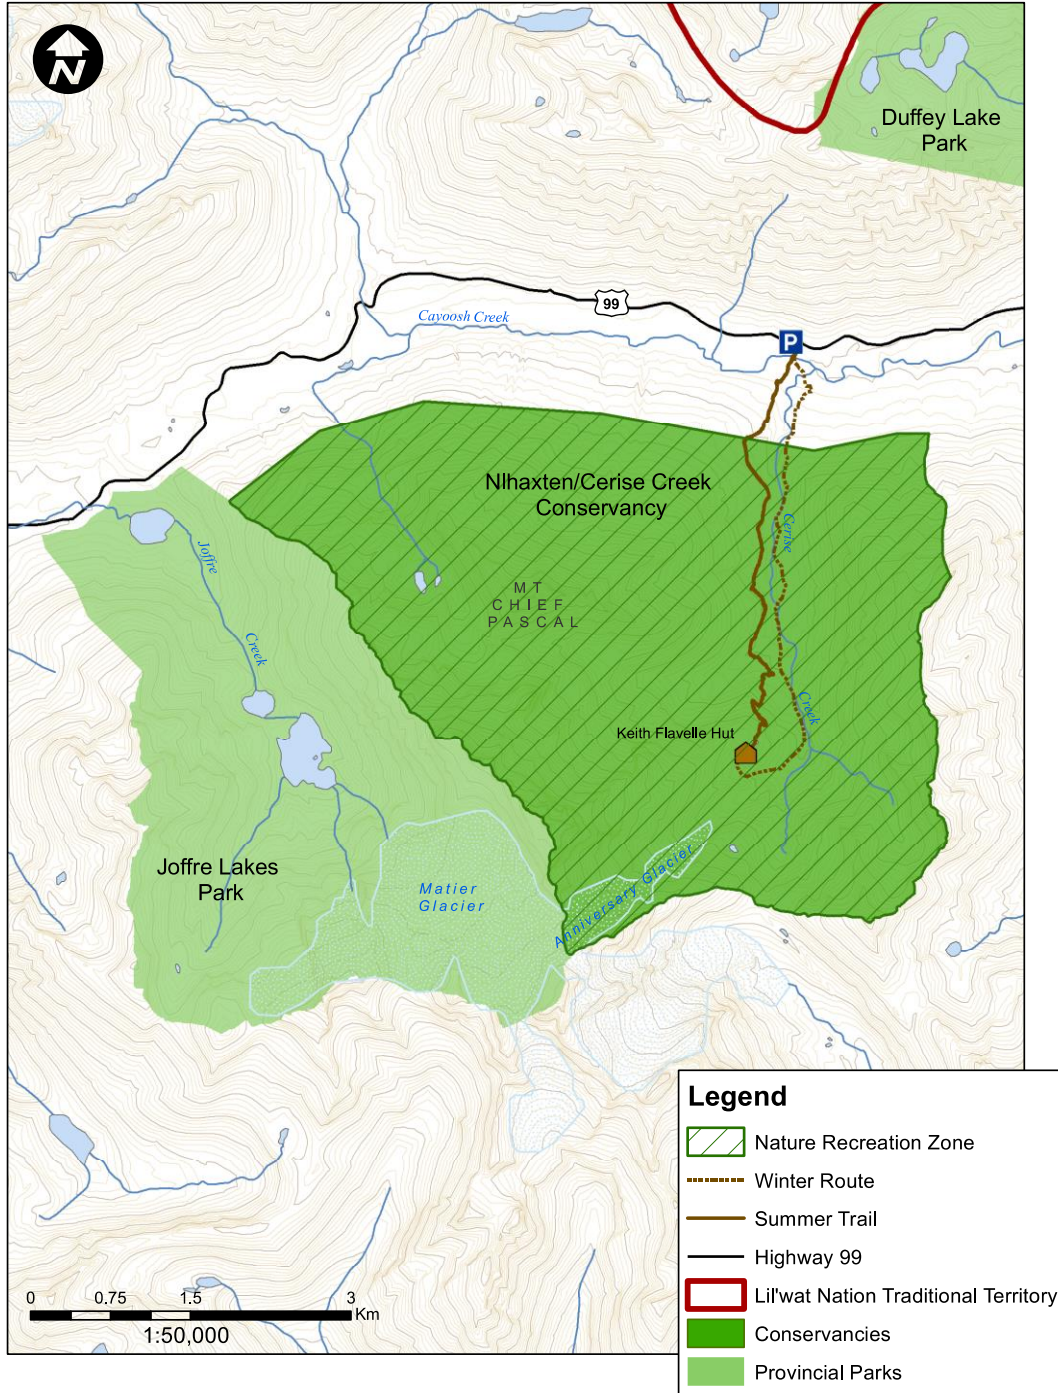 N
Duffey Lake
Park
99
Cayoosh Creek
P
Nlhaxten/Cerise Creek
Conservancy
Cerise
Joffre
MT
CHIEF
PASCAL
Creek
Creek
Keith Flavelle Hut
Joffre Lakes
Park
Matier
Glacier
Anniversary Glacier
Legend
Nature Recreation Zone
Winter Route
Summer Trail
Highway 99
Lil'wat Nation Traditional Territory
Conservancies
Provincial Parks
0 0.75 1.5 3
Km
1:50,000